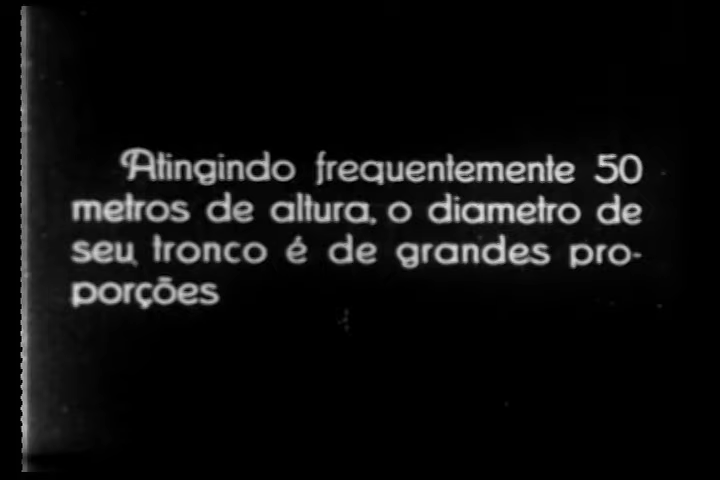 Atingindo frequentemente 50
metros de altura, o diametro de
seu tronco é de grandes pro-
porções